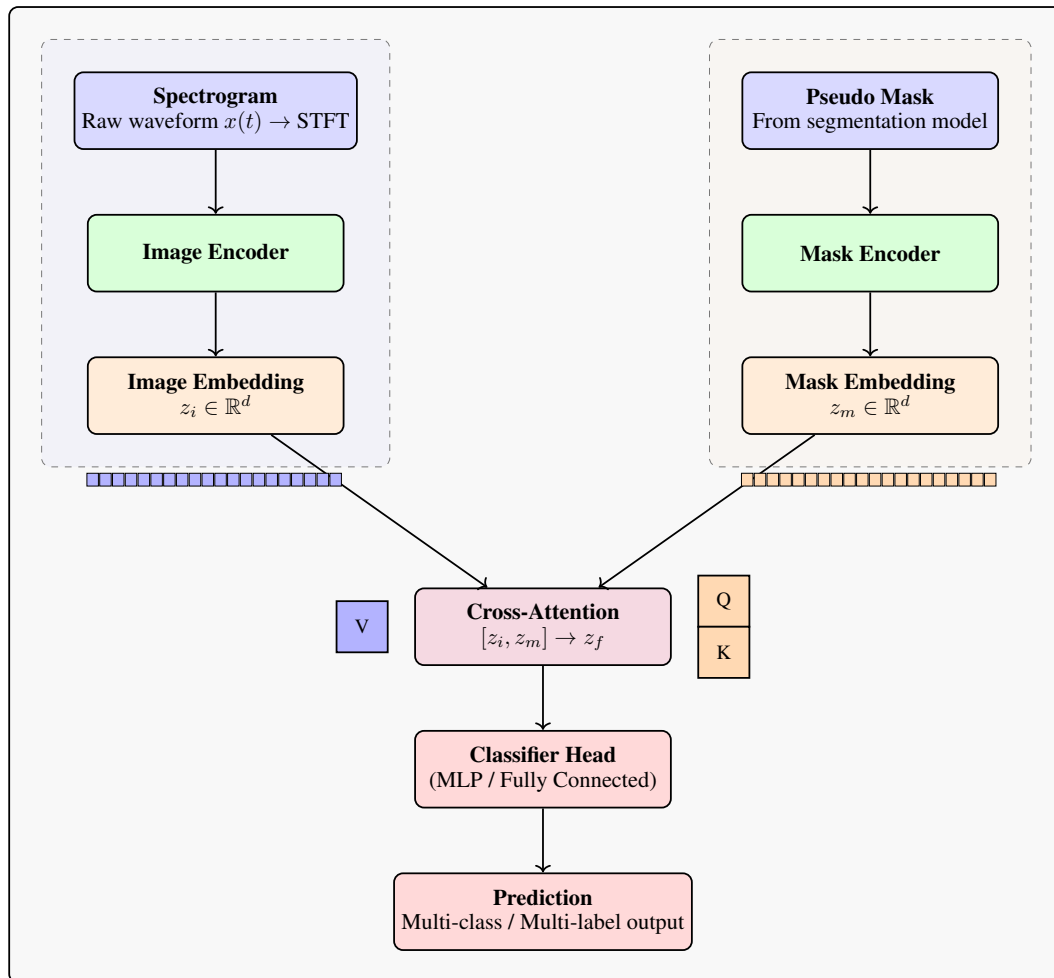 Spectrogram
Raw waveform x(t) → STFT
Image Encoder
Image Embedding
z_i ∈ ℝ^d
Pseudo Mask
From segmentation model
Mask Encoder
Mask Embedding
z_m ∈ ℝ^d
V
Cross-Attention
[z_i, z_m] → z_f
Q
K
Classifier Head
(MLP / Fully Connected)
Prediction
Multi-class / Multi-label output